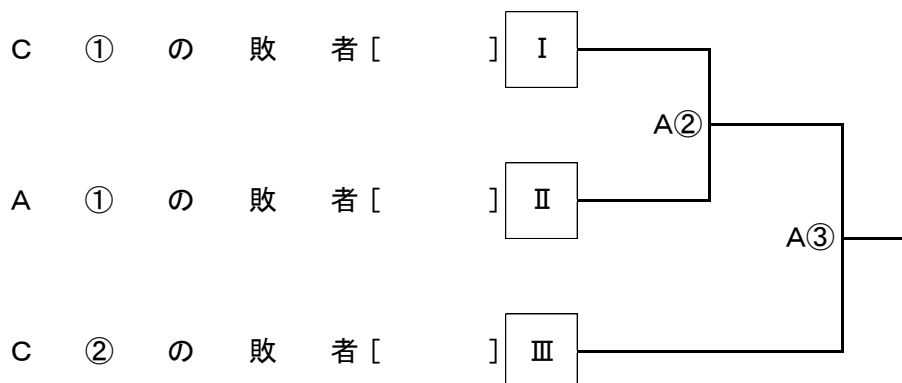 C ① の 敗 者 [ ] Ⅰ
A②
A ① の 敗 者 [ ] Ⅱ
A③
C ② の 敗 者 [ ] Ⅲ